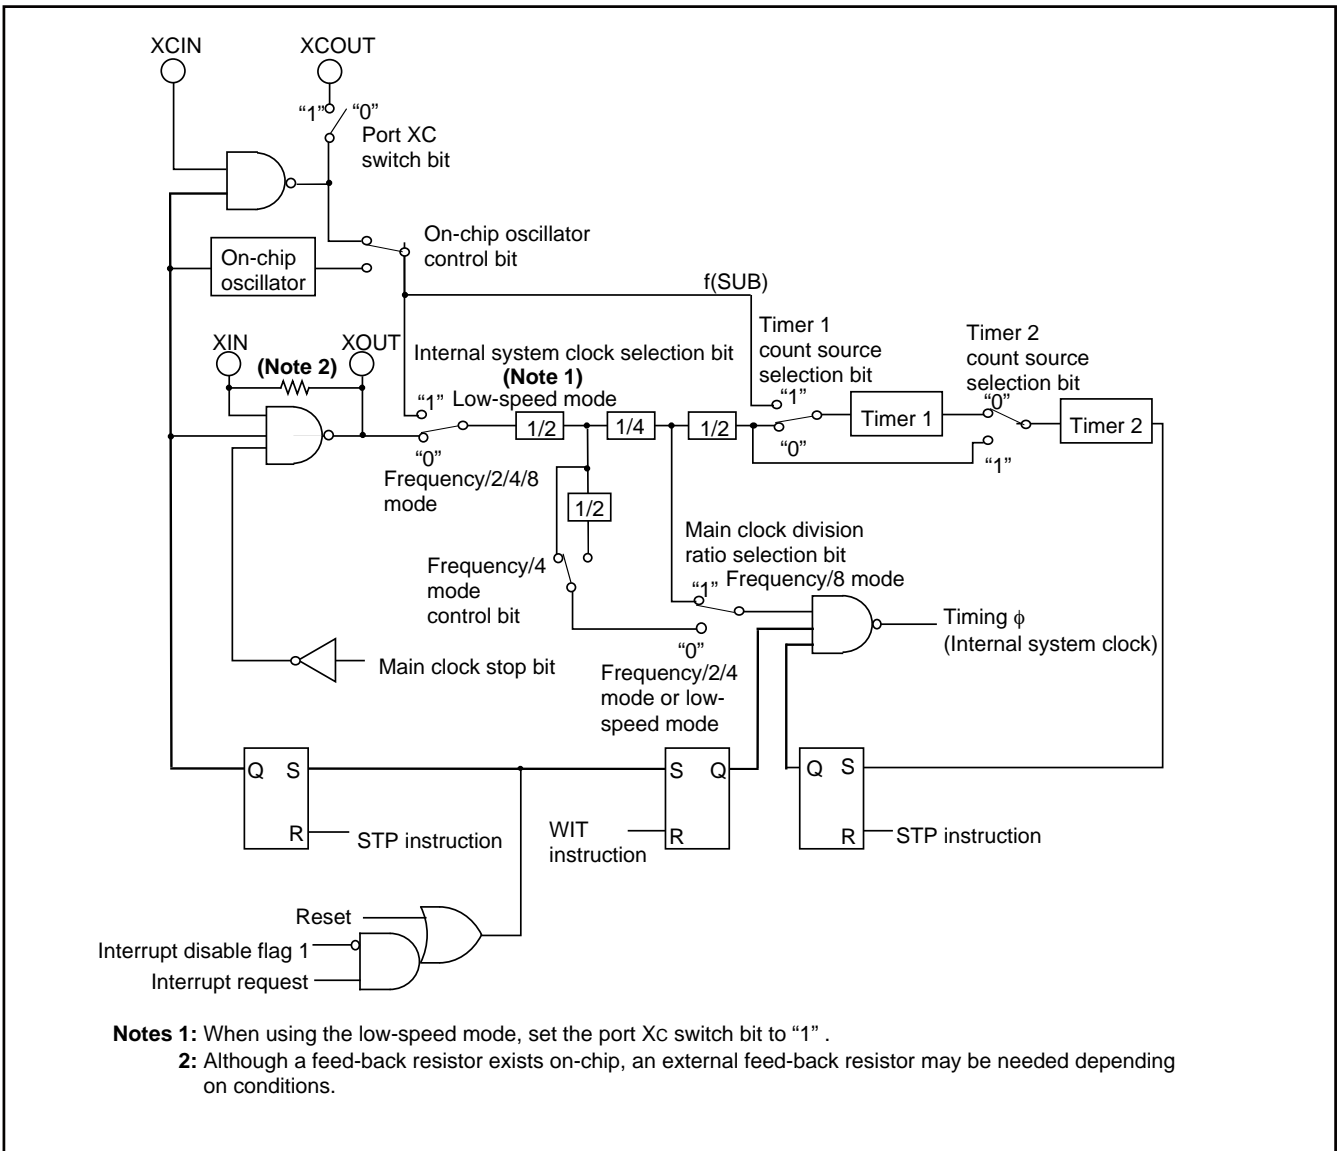 XCIN
XCOUT
“1”
“0”
Port XC
switch bit
On-chip
oscillator
On-chip oscillator
control bit
f(SUB)
XIN
(Note 2)
XOUT
Internal system clock selection bit
(Note 1)
“1”
Low-speed mode
“0”
Frequency/2/4/8
mode
1/2
1/4
1/2
1/2
Timer 1
count source
selection bit
“1”
“0”
Timer 1
Timer 2
count source
selection bit
“0”
“1”
Timer 2
Frequency/4
mode
control bit
Main clock division
ratio selection bit
“1”
Frequency/8 mode
“0”
Frequency/2/4
mode or low-
speed mode
Timing ϕ
(Internal system clock)
Main clock stop bit
Q
S
R
STP instruction
WIT
instruction
S
Q
R
Q
S
R
STP instruction
Reset
Interrupt disable flag 1
Interrupt request
Notes 1: When using the low-speed mode, set the port XC switch bit to “1” .
2: Although a feed-back resistor exists on-chip, an external feed-back resistor may be needed depending
on conditions.